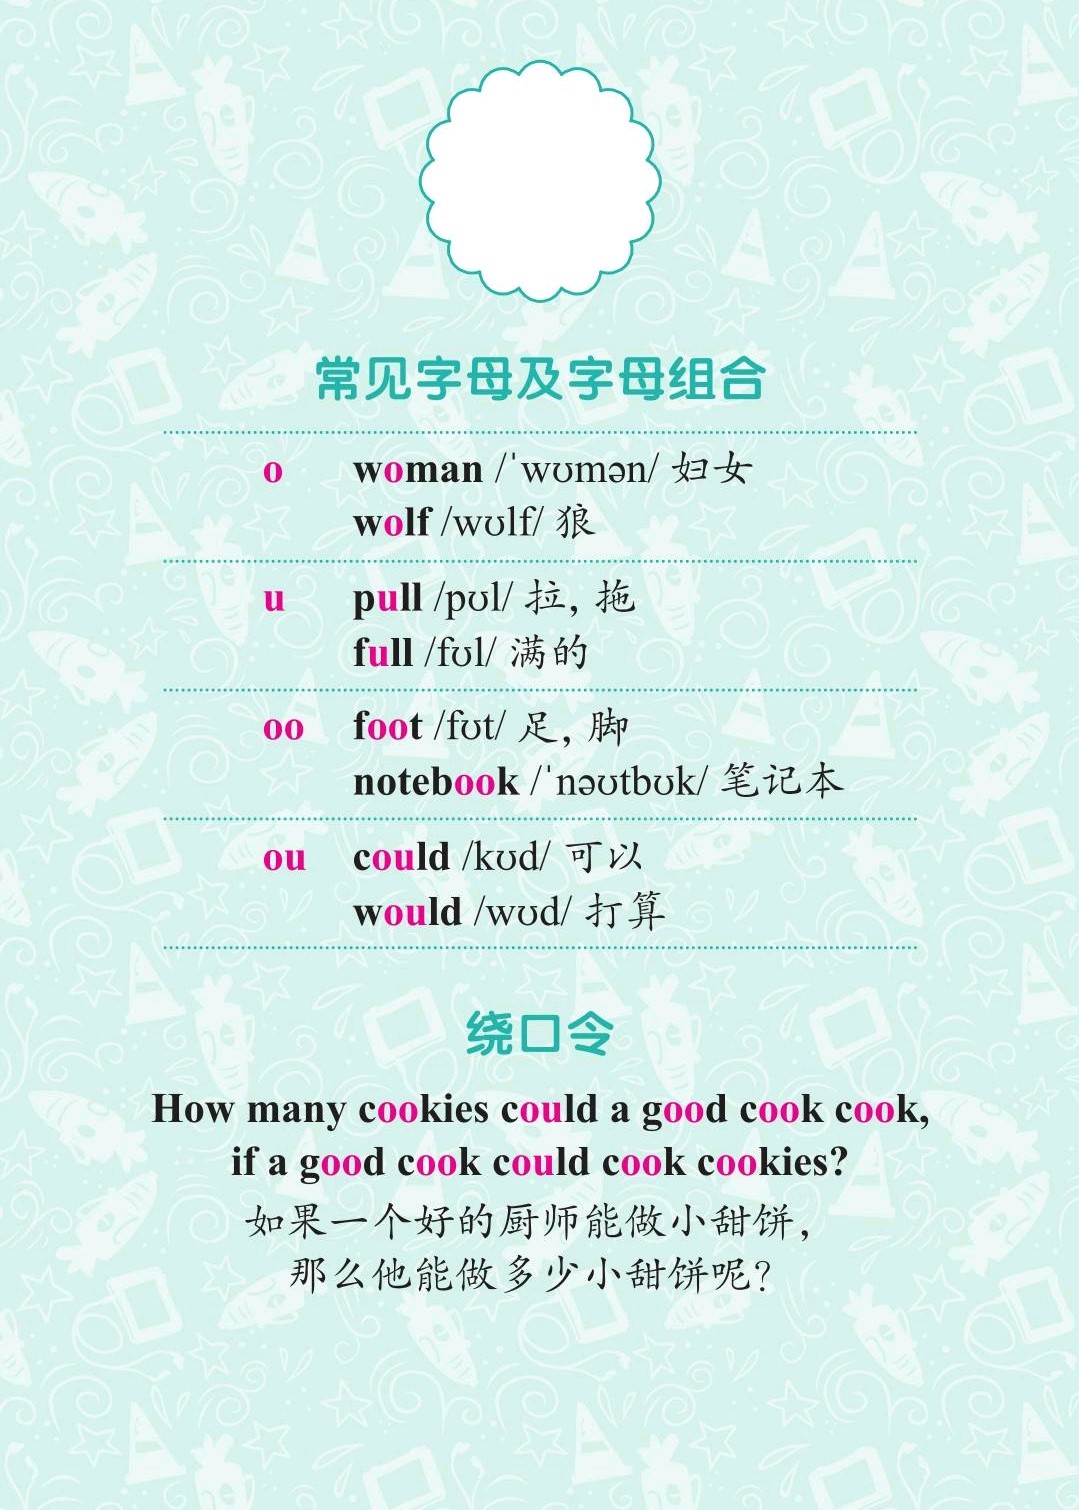 常见字母及字母组合
o woman /ˈwʊmən/ 妇女
wolf /wʊlf/ 狼
u pull /pʊl/ 拉，拖
full /fʊl/ 满的
oo foot /fʊt/ 足，脚
notebook /ˈnəʊtbʊk/ 笔记本
ou could /kʊd/ 可以
would /wʊd/ 打算
绕口令
How many cookies could a good cook cook,
if a good cook could cook cookies?
如果一个好的厨师能做小甜饼，
那么他能做多少小甜饼呢？